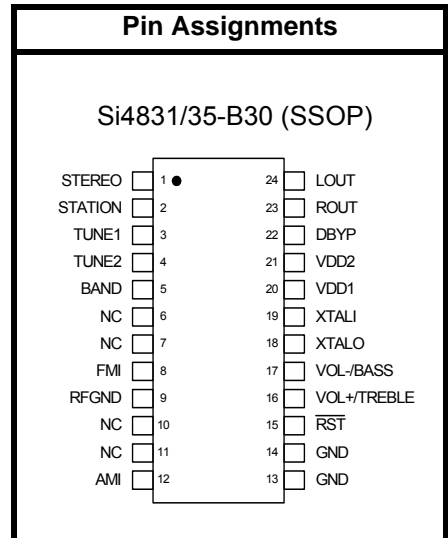 Pin Assignments
Si4831/35-B30 (SSOP)
STEREO 1 24 LOUT
STATION 2 23 ROUT
TUNE1 3 22 DBYP
TUNE2 4 21 VDD2
BAND 5 20 VDD1
NC 6 19 XTALI
NC 7 18 XTALO
FMI 8 17 VOL-/BASS
RFGND 9 16 VOL+/TREBLE
NC 10 15 RST
NC 11 14 GND
AMI 12 13 GND